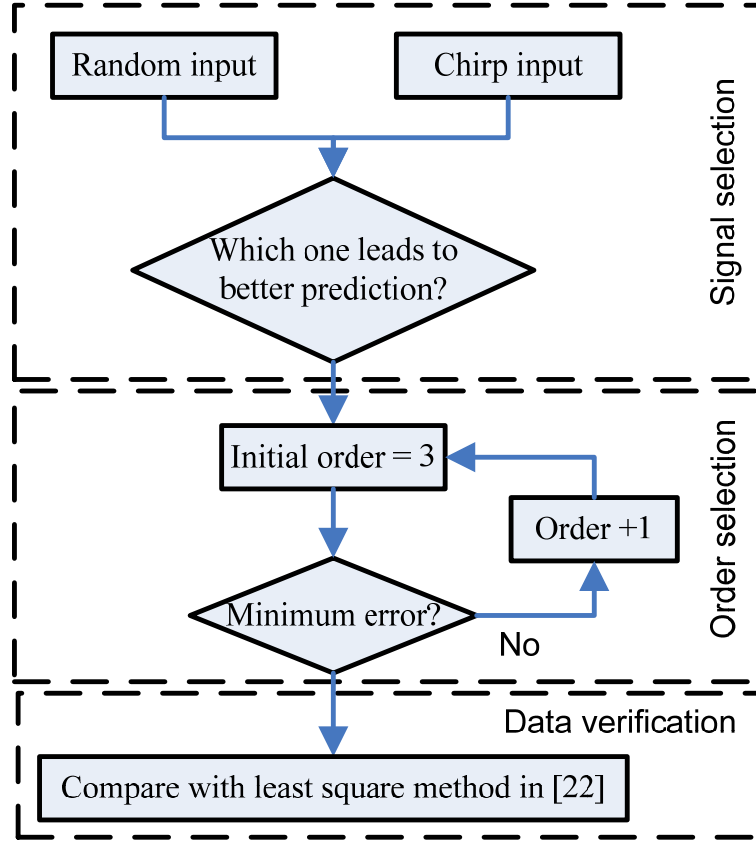 Random input
Chirp input
Signal selection
Which one leads to
better prediction?
Initial order = 3
Order +1
Order selection
Minimum error?
No
Data verification
Compare with least square method in [22]